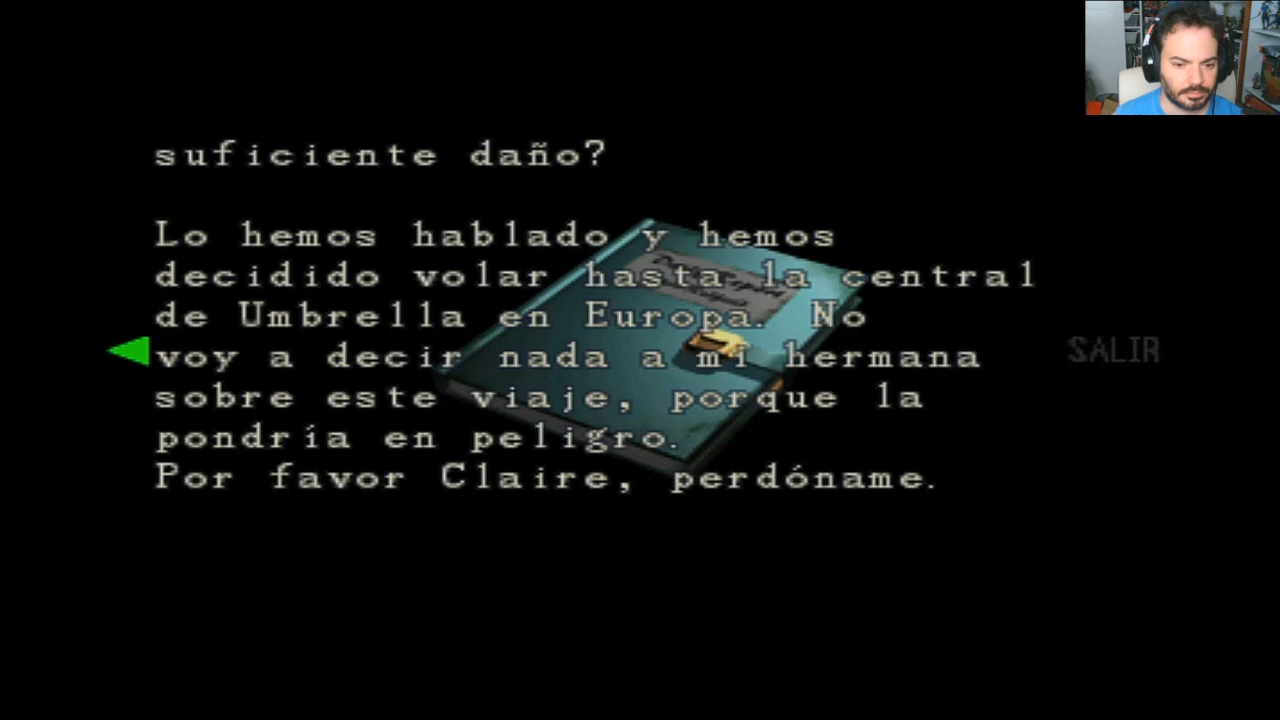 suficiente daño?
Lo hemos hablado y hemos
decidido volar hasta la central
de Umbrella en Europa. No
voy a decir nada a mi hermana
sobre este viaje, porque la
pondría en peligro.
Por favor Claire, perdóname.
SALIR